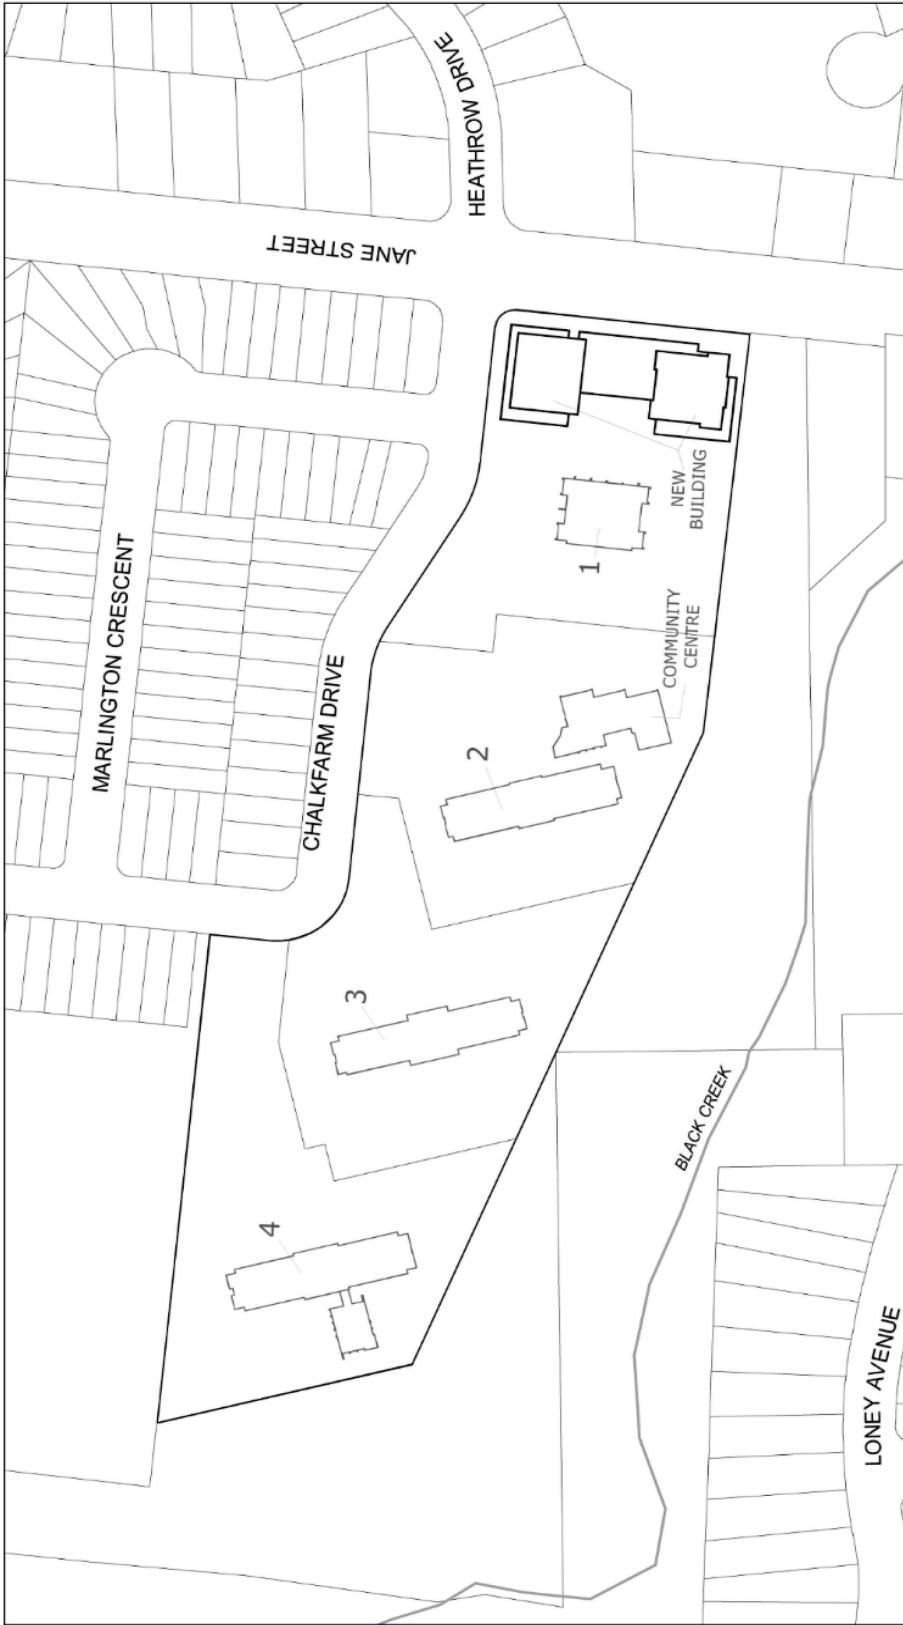 HEATHROW DRIVE
JANE STREET
MARLINGTON CRESCENT
CHALKFARM DRIVE
NEW
BUILDING
1
COMMUNITY
CENTRE
2
3
4
BLACK CREEK
LONEY AVENUE